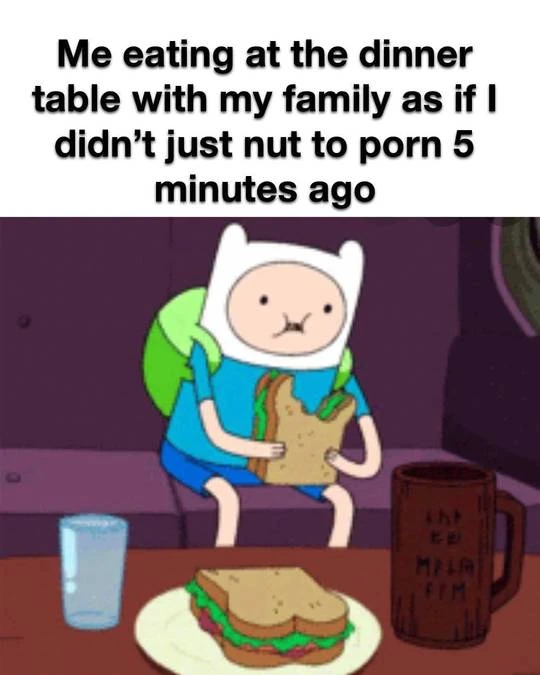 Me eating at the dinner
table with my family as if I
didn’t just nut to porn 5
minutes ago